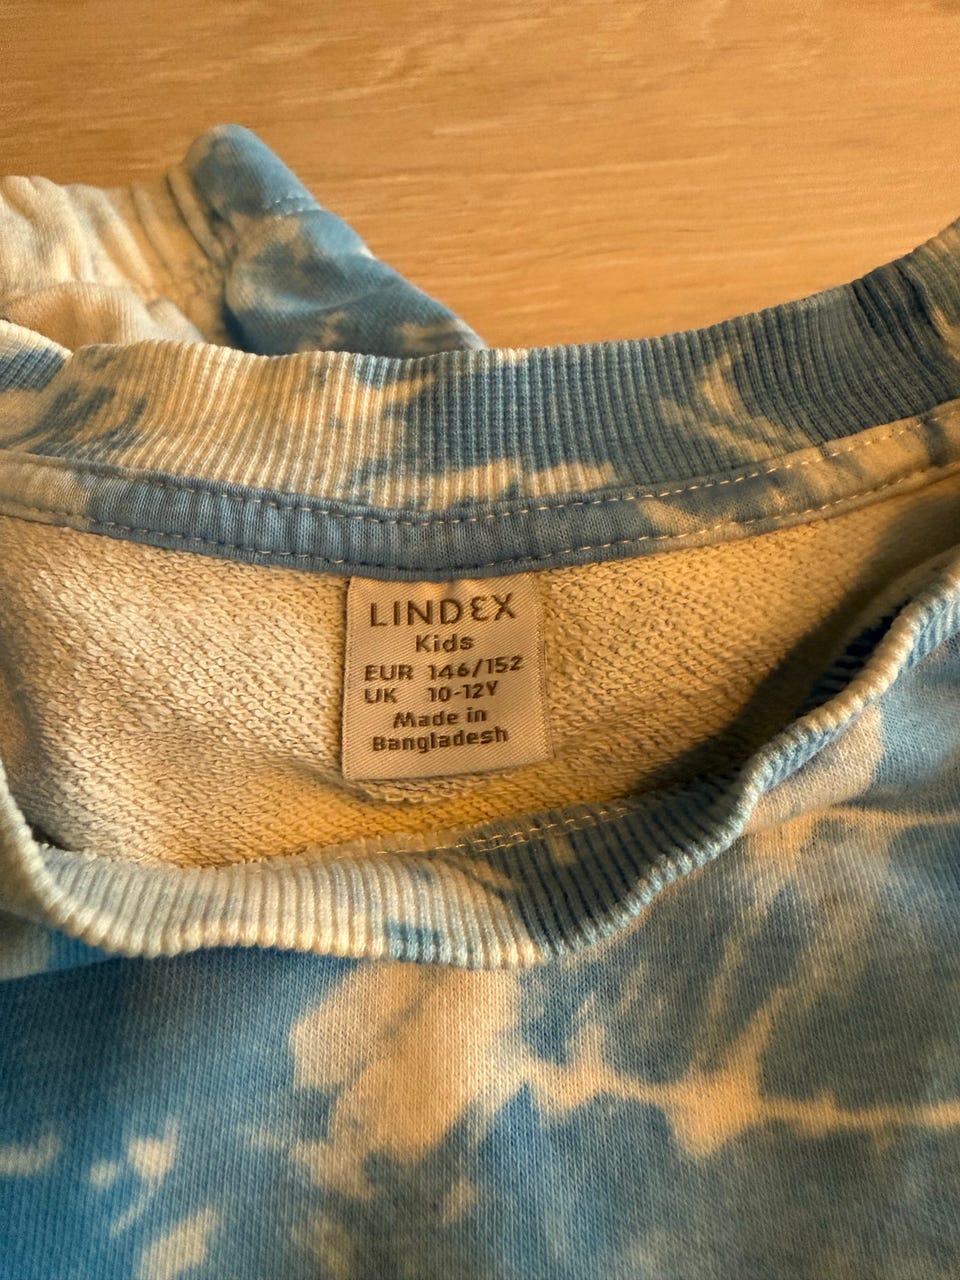 LINDEX
Kids
EUR 146/152
UK 10-12Y
Made in
Bangladesh